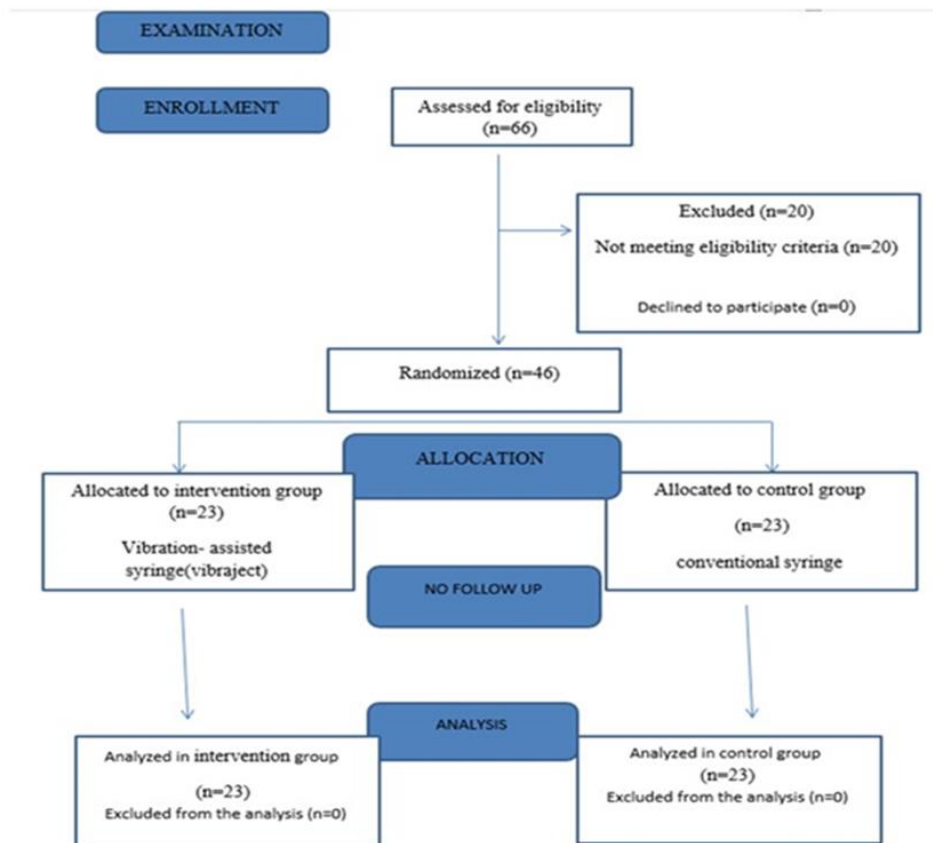 EXAMINATION
ENROLLMENT
Assessed for eligibility
(n=66)
Excluded (n=20)
Not meeting eligibility criteria (n=20)
Declined to participate (n=0)
Randomized (n=46)
ALLOCATION
Allocated to intervention group
(n=23)
Vibration- assisted
syringe(vibraject)
Allocated to control group
(n=23)
conventional syringe
NO FOLLOW UP
ANALYSIS
Analyzed in intervention group
(n=23)
Excluded from the analysis (n=0)
Analyzed in control group
(n=23)
Excluded from the analysis (n=0)